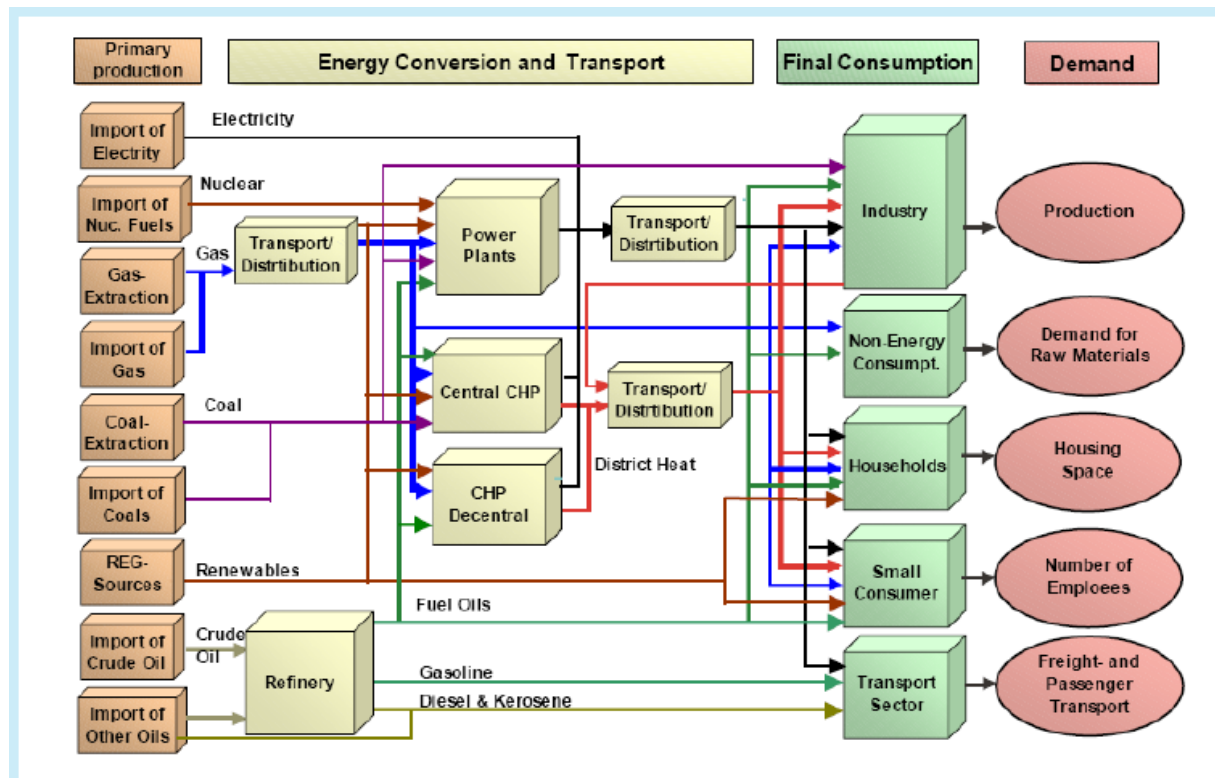 Primary
production
Energy Conversion and Transport
Final Consumption
Demand
Import of
Electrity
Electricity
Import of
Nuc. Fuels
Nuclear
Gas-
Extraction
Gas
Import of
Gas
Transport/
Distrtibution
Coal-
Extraction
Coal
Import of
Coals
REG-
Sources
Renewables
Import of
Crude Oil
Crude
Oil
Import of
Other Oils
Refinery
Fuel Oils
Gasoline
Diesel & Kerosene
Power
Plants
Central CHP
CHP
Decentral
Transport/
Distrtibution
Transport/
Distrtibution
District Heat
Industry
Non-Energy
Consumpt.
Households
Small
Consumer
Transport
Sector
Production
Demand for
Raw Materials
Housing
Space
Number of
Emploees
Freight- and
Passenger
Transport